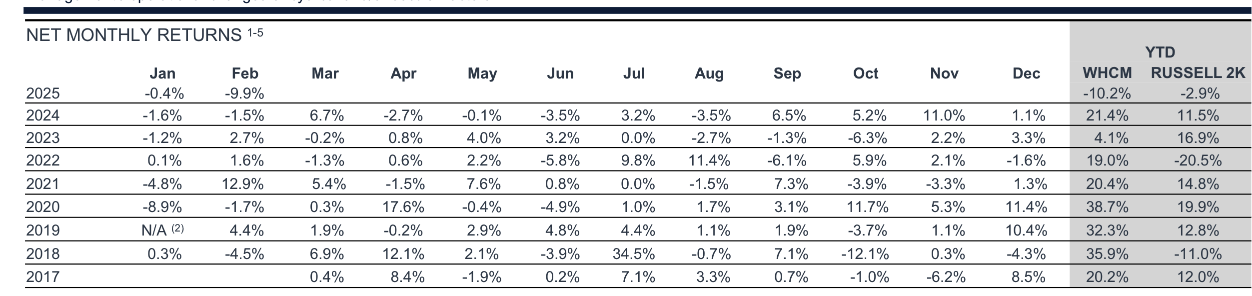 NET MONTHLY RETURNS 1-5
YTD
Jan Feb Mar Apr May Jun Jul Aug Sep Oct Nov Dec WHCM RUSSELL 2K
2025 -0.4% -9.9% -10.2% -2.9%
2024 -1.6% -1.5% 6.7% -2.7% -0.1% -3.5% 3.2% -3.5% 6.5% 5.2% 11.0% 1.1% 21.4% 11.5%
2023 -1.2% 2.7% -0.2% 0.8% 4.0% 3.2% 0.0% -2.7% -1.3% -6.3% 2.2% 3.3% 4.1% 16.9%
2022 0.1% 1.6% -1.3% 0.6% 2.2% -5.8% 9.8% 11.4% -6.1% 5.9% 2.1% -1.6% 19.0% -20.5%
2021 -4.8% 12.9% 5.4% -1.5% 7.6% 0.8% 0.0% -1.5% 7.3% -3.9% -3.3% 1.3% 20.4% 14.8%
2020 -8.9% -1.7% 0.3% 17.6% -0.4% -4.9% 1.0% 1.7% 3.1% 11.7% 5.3% 11.4% 38.7% 19.9%
2019 N/A (2) 4.4% 1.9% -0.2% 2.9% 4.8% 4.4% 1.1% 1.9% -3.7% 1.1% 10.4% 32.3% 12.8%
2018 0.3% -4.5% 6.9% 12.1% 2.1% -3.9% 34.5% -0.7% 7.1% -12.1% 0.3% -4.3% 35.9% -11.0%
2017 0.4% 8.4% -1.9% 0.2% 7.1% 3.3% 0.7% -1.0% -6.2% 8.5% 20.2% 12.0%